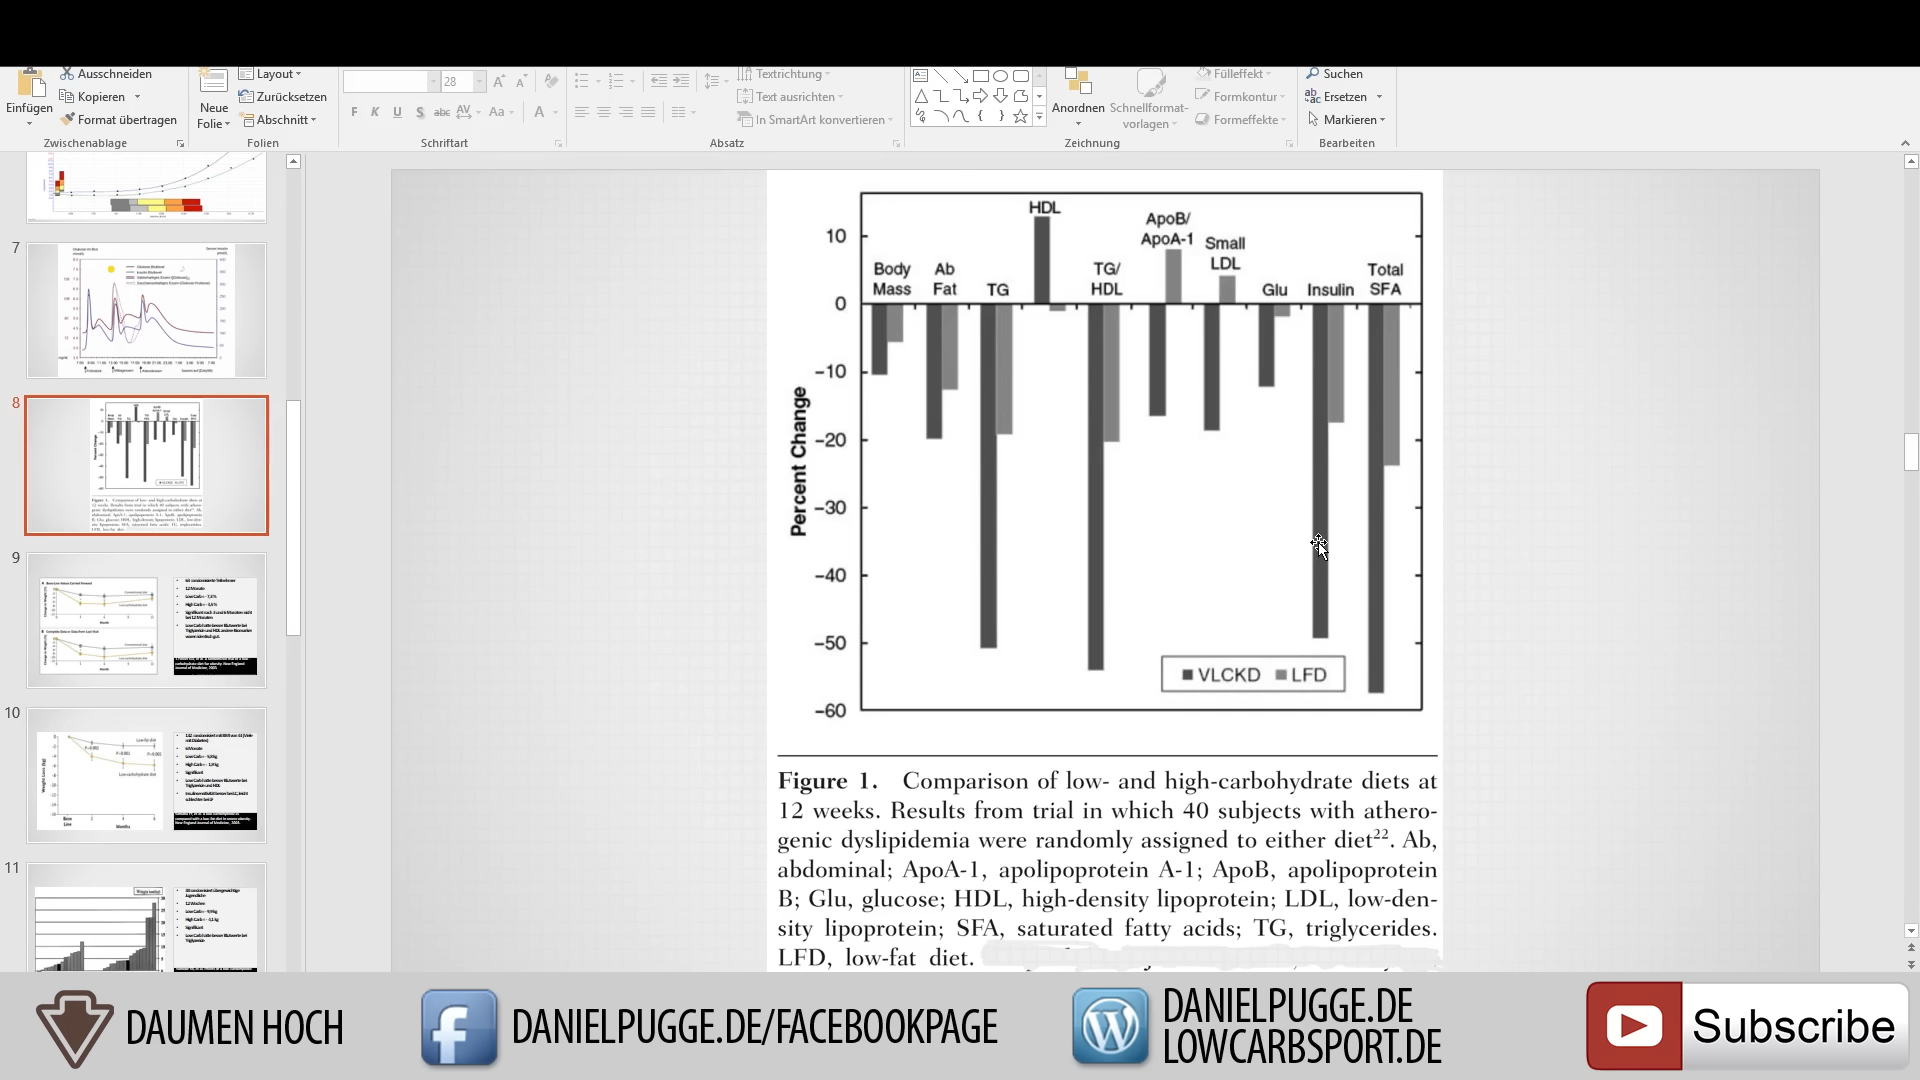 Ausschneiden
Kopieren
Format übertragen
Einfügen
Zwischenablage
Neue
Folie
Layout
Zurücksetzen
Abschnitt
Folien
28
F K U S abc AV Aa A
Schriftart
Textrichtung
Text ausrichten
In SmartArt konvertieren
Absatz
Anordnen
Schnellformat-
vorlagen
Fülleffekt
Formkontur
Formeffekte
Zeichnung
Suchen
Ersetzen
Markieren
Bearbeiten
7
8
9
10
11
HDL
ApoB/
ApoA-1
Small
LDL
Body
Mass
Ab
Fat
TG
TG/
HDL
Glu
Insulin
Total
SFA
10
0
−10
−20
−30
−40
−50
−60
Percent Change
VLCKD LFD
Figure 1. Comparison of low- and high-carbohydrate diets at
12 weeks. Results from trial in which 40 subjects with athero-
genic dyslipidemia were randomly assigned to either diet22. Ab,
abdominal; ApoA-1, apolipoprotein A-1; ApoB, apolipoprotein
B; Glu, glucose; HDL, high-density lipoprotein; LDL, low-den-
sity lipoprotein; SFA, saturated fatty acids; TG, triglycerides.
LFD, low-fat diet.
DAUMEN HOCH
DANIELPUGGE.DE/FACEBOOKPAGE
DANIELPUGGE.DE
LOWCARBSPORT.DE
Subscribe